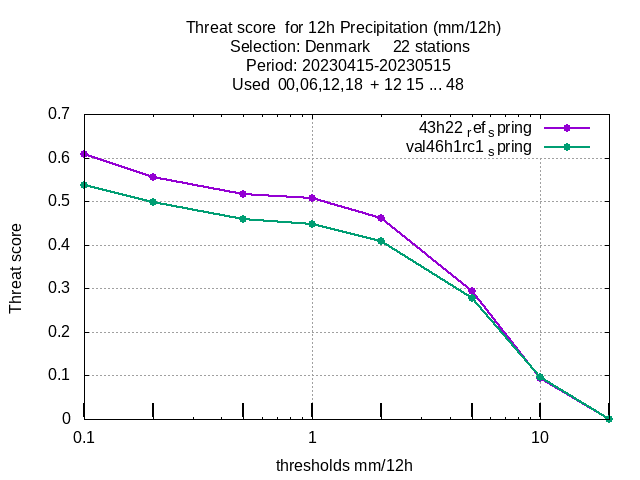 Threat score  for 12h Precipitation (mm/12h)
Selection: Denmark     22 stations
Period: 20230415-20230515
Used  00,06,12,18  + 12 15 ... 48
43h22 refspring
val46h1rc1 spring
0.7
0.6
0.5
0.4
0.3
0.2
0.1
0
Threat score
0.1 1 10
thresholds mm/12h